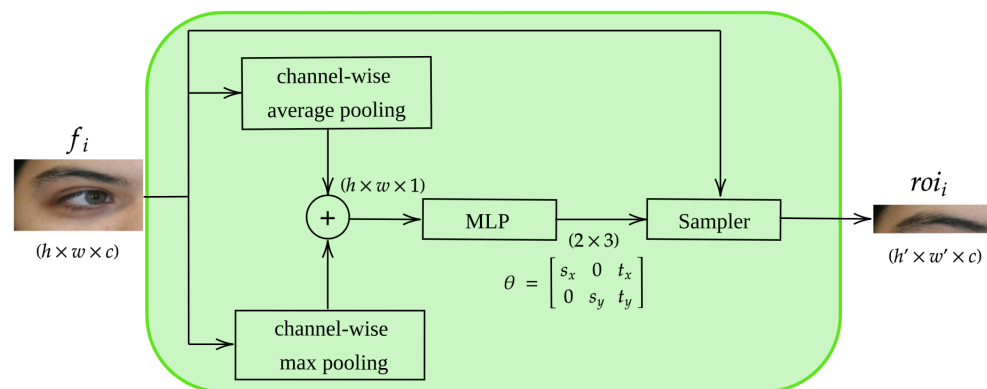 channel-wise
average pooling
f_i
(h × w × c)
(h × w × 1)
+
MLP
(2 × 3)
Sampler
roi_i
(h′ × w′ × c)
θ = [ s_x 0 t_x
0 s_y t_y ]
channel-wise
max pooling